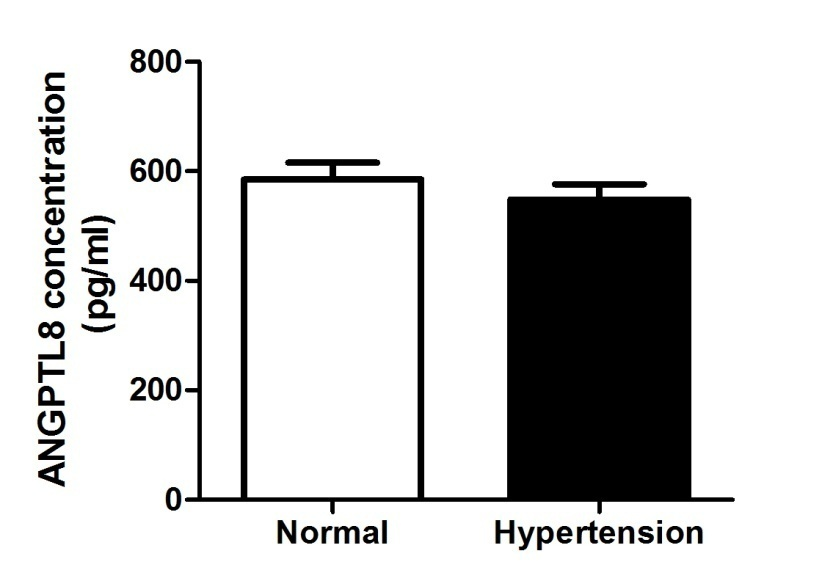 ANGPTL8 concentration
(pg/ml)
800
600
400
200
0
Normal
Hypertension